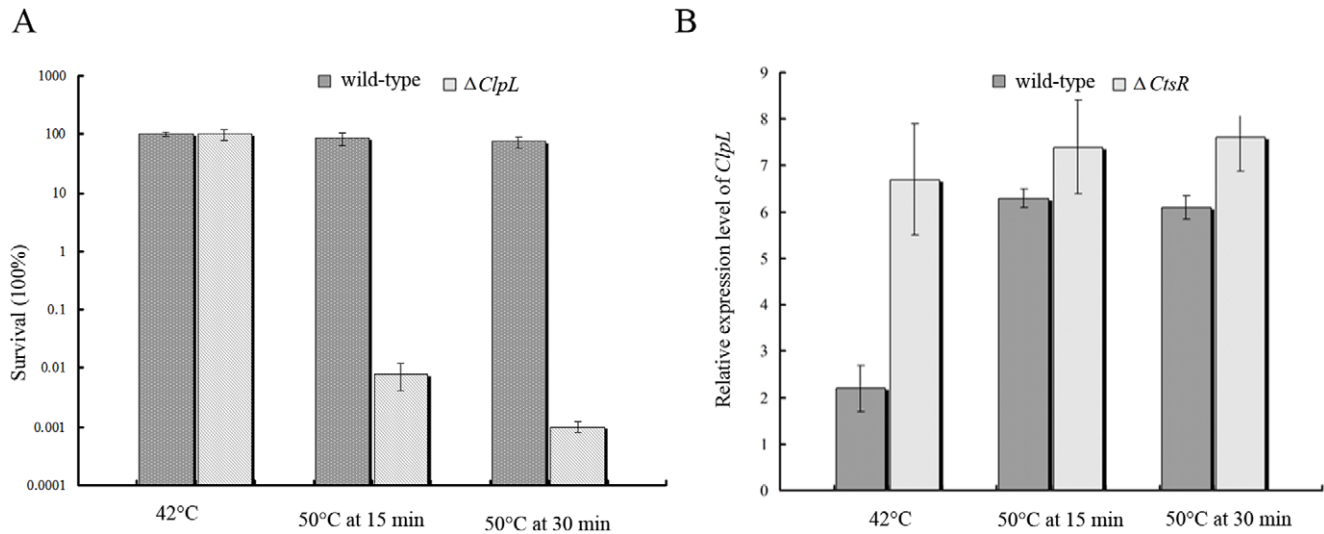 A
1000
100
10
1
0.1
0.01
0.001
0.0001
Survival (100%)
wild-type ΔClpL
42°C 50°C at 15 min 50°C at 30 min
B
9
8
7
6
5
4
3
2
1
0
Relative expression level of ClpL
wild-type ΔCtsR
42°C 50°C at 15 min 50°C at 30 min